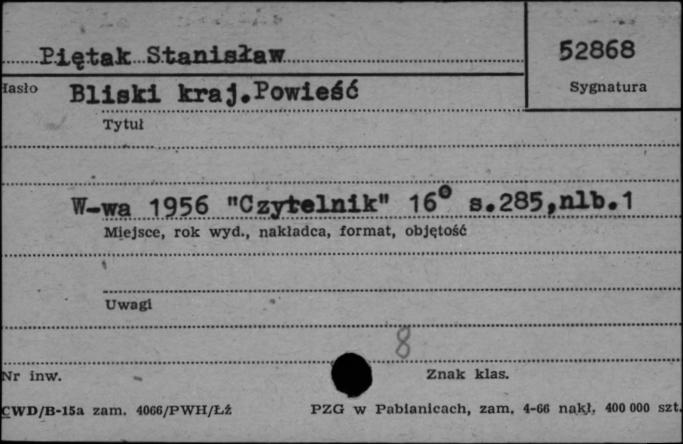 Piętak Stanisław
52868
Hasło
Sygnatura
Bliski kraj.Powieść
Tytuł
W-wa 1956 "Czytelnik" 16° s.285,nlb.1
Miejsce, rok wyd., nakładca, format, objętość
Uwagi
8
Nr inw.
Znak klas.
CWD/B-15a zam. 4066/PWH/Łź
PZG w Pabianicach, zam. 4-66 nakł. 400 000 szt.